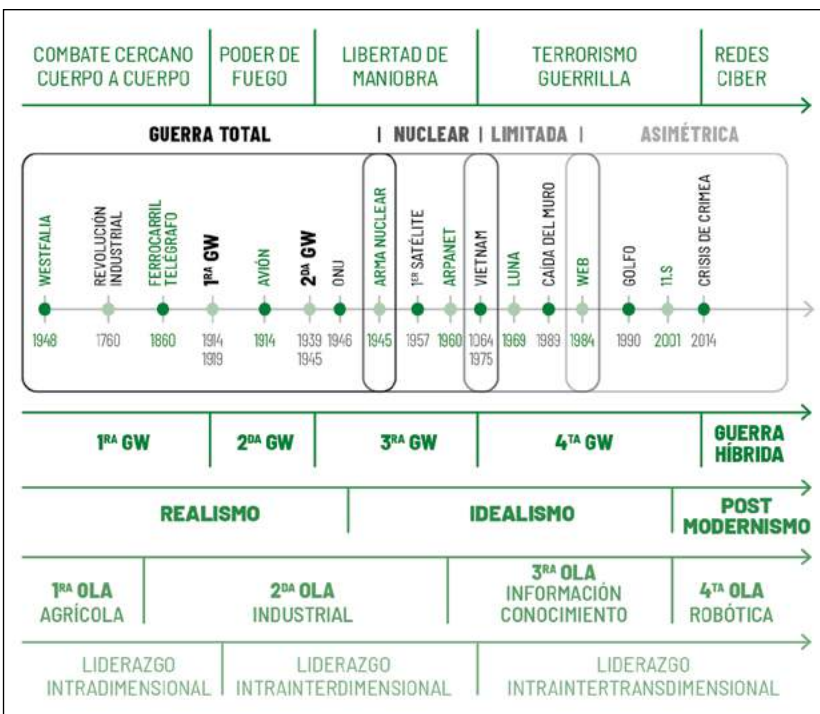 COMBATE CERCANO
CUERPO A CUERPO
PODER DE
FUEGO
LIBERTAD DE
MANIOBRA
TERRORISMO
GUERRILLA
REDES
CIBER
GUERRA TOTAL | NUCLEAR | LIMITADA | ASIMÉTRICA
WESTFALIA
1948
REVOLUCIÓN
INDUSTRIAL
1760
FERROCARRIL
TELÉGRAFO
1860
1RA GW
1914
1919
AVIÓN
1914
2DA GW
1939
1945
ONU
1946
ARMA NUCLEAR
1945
1ER SATÉLITE
1957
ARPANET
1960
VIETNAM
1064
1975
LUNA
1969
CAÍDA DEL MURO
1989
WEB
1984
GOLFO
1990
11.S
2001
CRISIS DE CRIMEA
2014
1RA GW
2DA GW
3RA GW
4TA GW
GUERRA
HÍBRIDA
REALISMO
IDEALISMO
POST
MODERNISMO
1RA OLA
AGRÍCOLA
2DA OLA
INDUSTRIAL
3RA OLA
INFORMACIÓN
CONOCIMIENTO
4TA OLA
ROBÓTICA
LIDERAZGO
INTRADIMENSIONAL
LIDERAZGO
INTRAINTERDIMENSIONAL
LIDERAZGO
INTRAINTERTRANSDIMENSIONAL